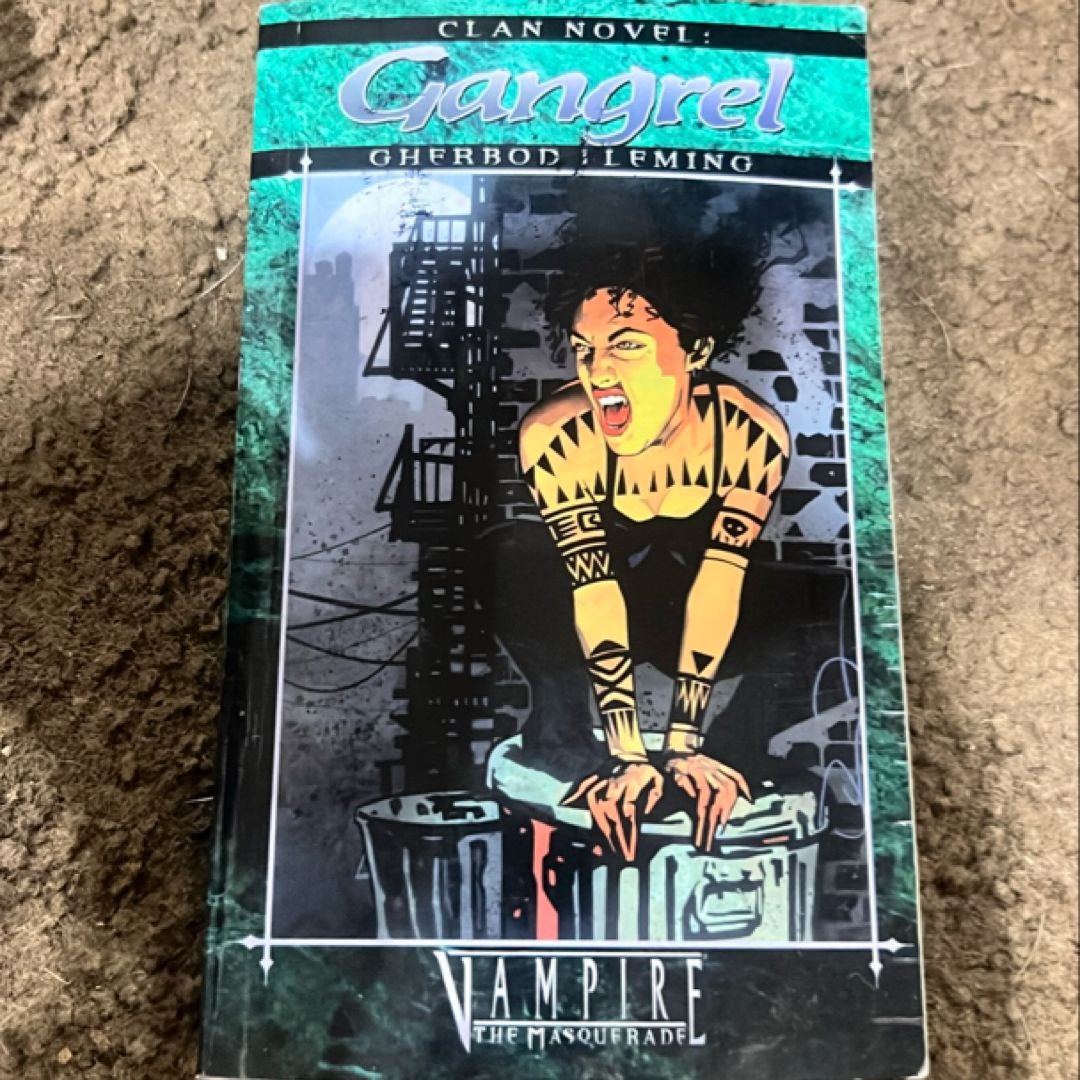 CLAN NOVEL:
Gangrel
GHERBOD FLEMING
VAMPIRE
THE MASQUERADE